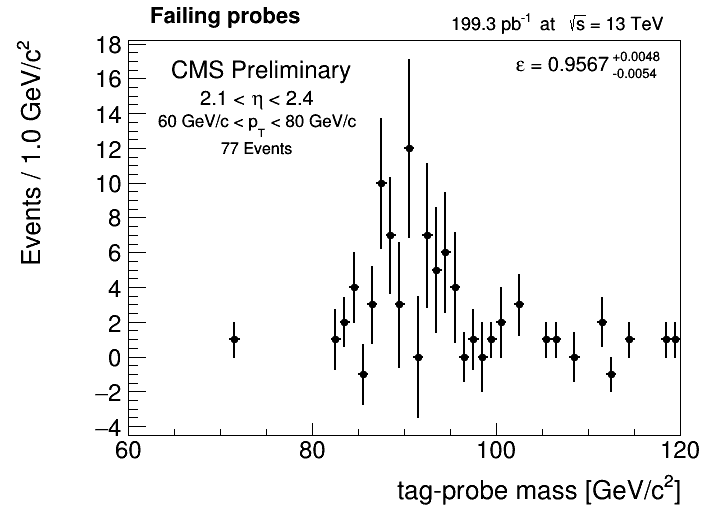 Failing probes
199.3 pb⁻¹ at √s = 13 TeV
CMS Preliminary
2.1 < η < 2.4
60 GeV/c < p_T < 80 GeV/c
77 Events
ε = 0.9567 +0.0048 -0.0054
Events / 1.0 GeV/c²
18
16
14
12
10
8
6
4
2
0
−2
−4
60 80 100 120
tag-probe mass [GeV/c²]